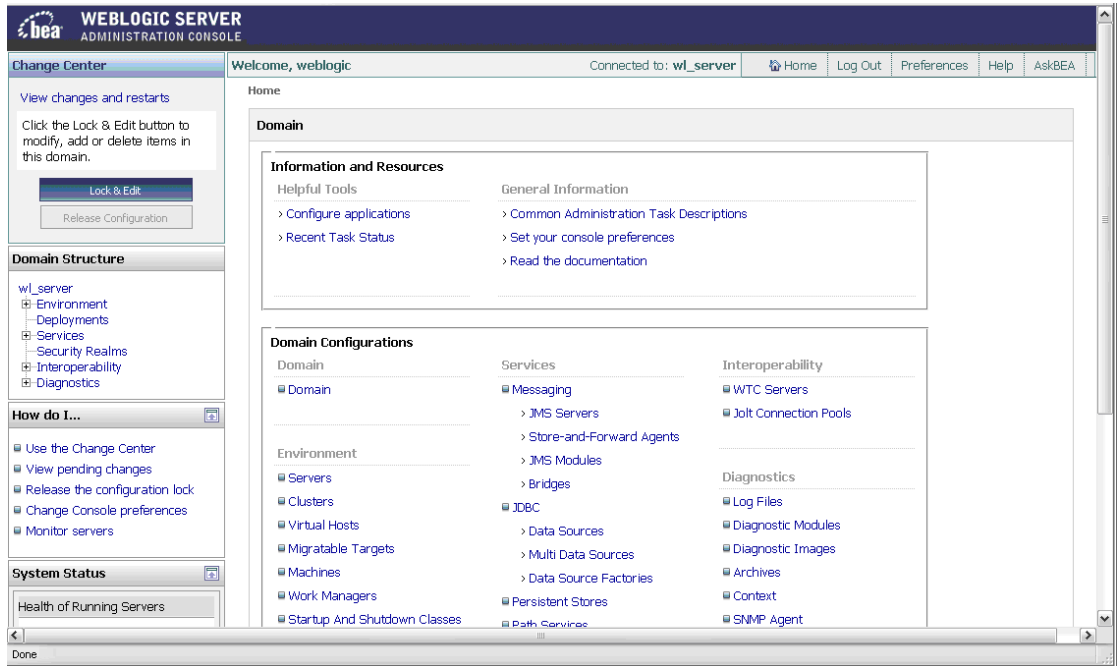 bea
WEBLOGIC SERVER
ADMINISTRATION CONSOLE
Change Center
View changes and restarts
Click the Lock & Edit button to
modify, add or delete items in
this domain.
Lock & Edit
Release Configuration
Domain Structure
wl_server
Environment
Deployments
Services
Security Realms
Interoperability
Diagnostics
How do I...
Use the Change Center
View pending changes
Release the configuration lock
Change Console preferences
Monitor servers
System Status
Health of Running Servers
Welcome, weblogic
Connected to: wl_server
Home
Log Out
Preferences
Help
AskBEA
Home
Domain
Information and Resources
Helpful Tools
Configure applications
Recent Task Status
General Information
Common Administration Task Descriptions
Set your console preferences
Read the documentation
Domain Configurations
Domain
Domain
Environment
Servers
Clusters
Virtual Hosts
Migratable Targets
Machines
Work Managers
Startup And Shutdown Classes
Services
Messaging
JMS Servers
Store-and-Forward Agents
JMS Modules
Bridges
JDBC
Data Sources
Multi Data Sources
Data Source Factories
Persistent Stores
Path Services
Interoperability
WTC Servers
Jolt Connection Pools
Diagnostics
Log Files
Diagnostic Modules
Diagnostic Images
Archives
Context
SNMP Agent
Done